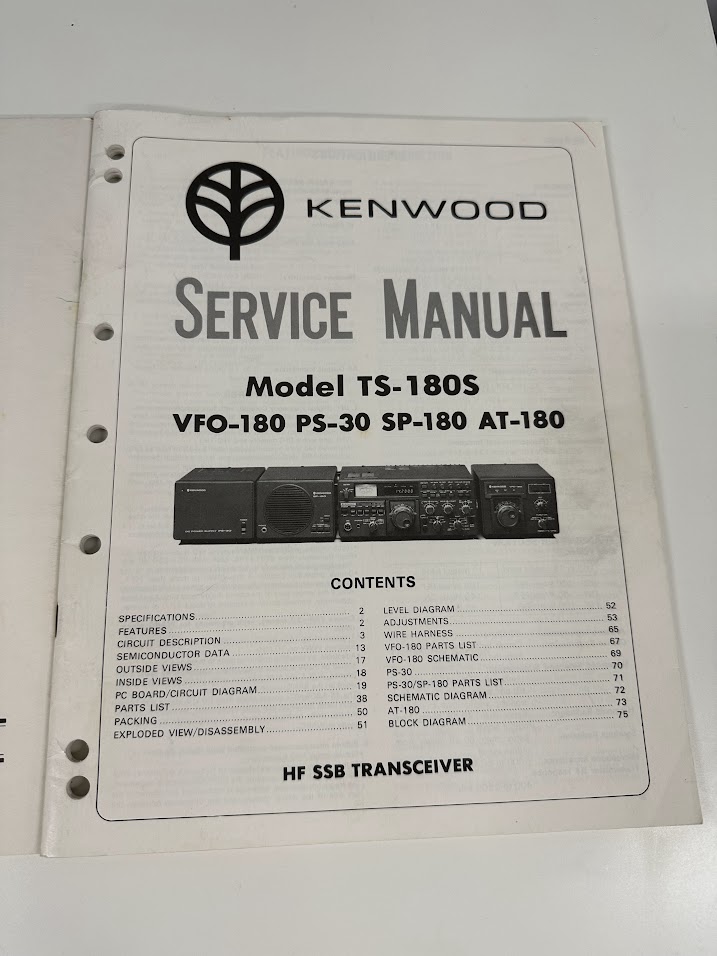 KENWOOD
SERVICE MANUAL
Model TS-180S
VFO-180 PS-30 SP-180 AT-180
KENWOOD
CONTENTS
SPECIFICATIONS 2
FEATURES 2
CIRCUIT DESCRIPTION 3
SEMICONDUCTOR DATA 13
OUTSIDE VIEWS 17
INSIDE VIEWS 18
PC BOARD/CIRCUIT DIAGRAM 19
PARTS LIST 38
PACKING 50
EXPLODED VIEW/DISASSEMBLY 51
LEVEL DIAGRAM 52
ADJUSTMENTS 53
WIRE HARNESS 65
VFO-180 PARTS LIST 67
VFO-180 SCHEMATIC 69
PS-30 70
PS-30/SP-180 PARTS LIST 71
SCHEMATIC DIAGRAM 72
AT-180 73
BLOCK DIAGRAM 75
HF SSB TRANSCEIVER